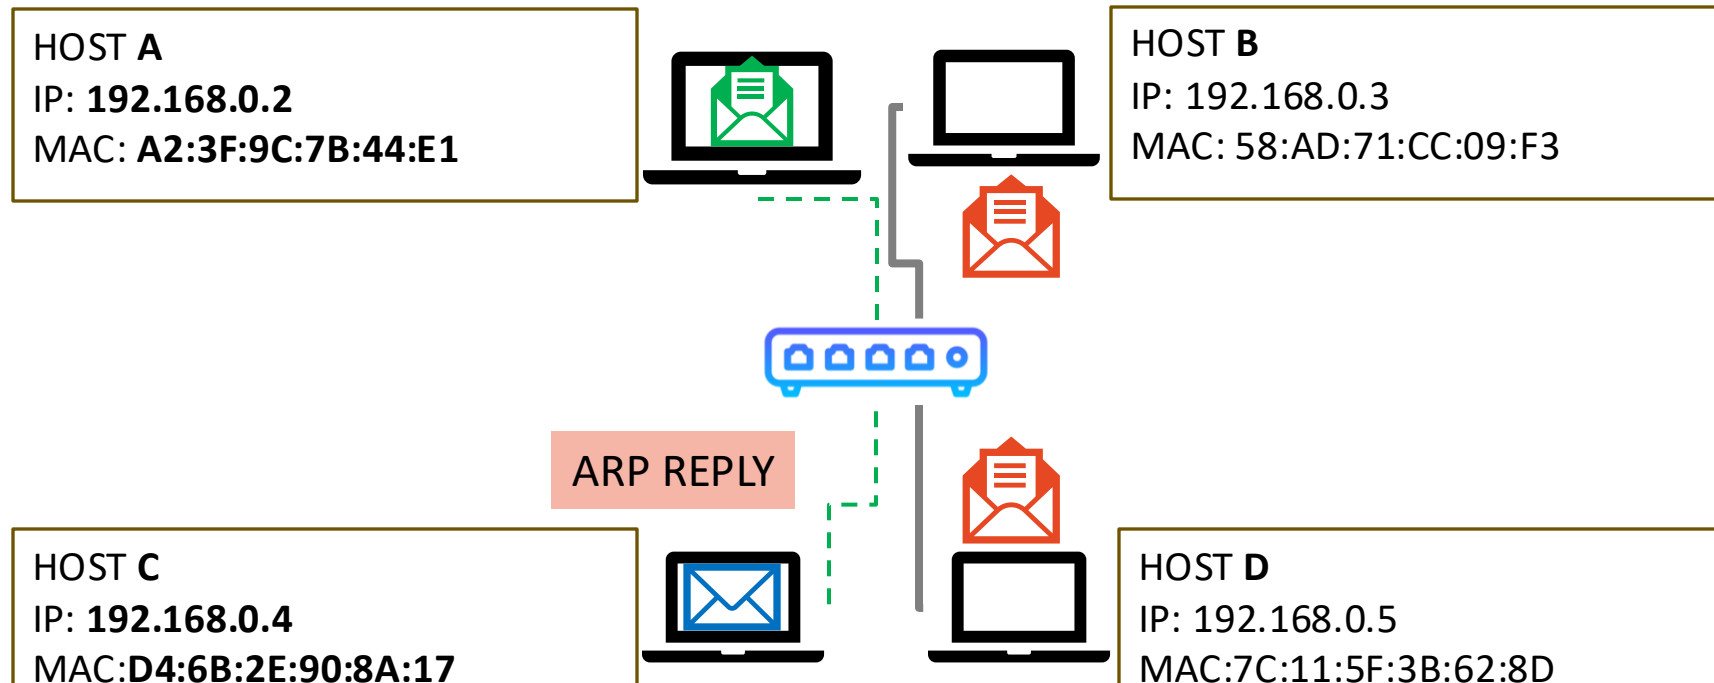 HOST A
IP: 192.168.0.2
MAC: A2:3F:9C:7B:44:E1
HOST B
IP: 192.168.0.3
MAC: 58:AD:71:CC:09:F3
ARP REPLY
HOST C
IP: 192.168.0.4
MAC:D4:6B:2E:90:8A:17
HOST D
IP: 192.168.0.5
MAC:7C:11:5F:3B:62:8D